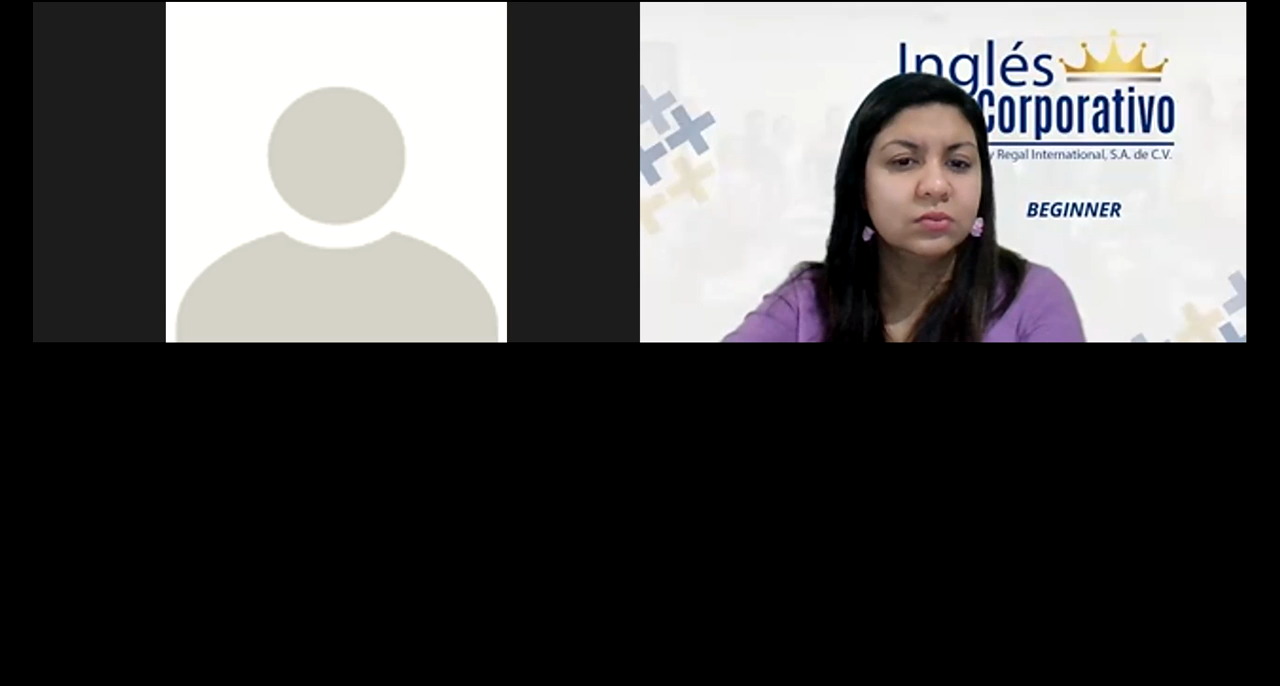 Inglés
Corporativo
y Regal International, S.A. de C.V.
BEGINNER